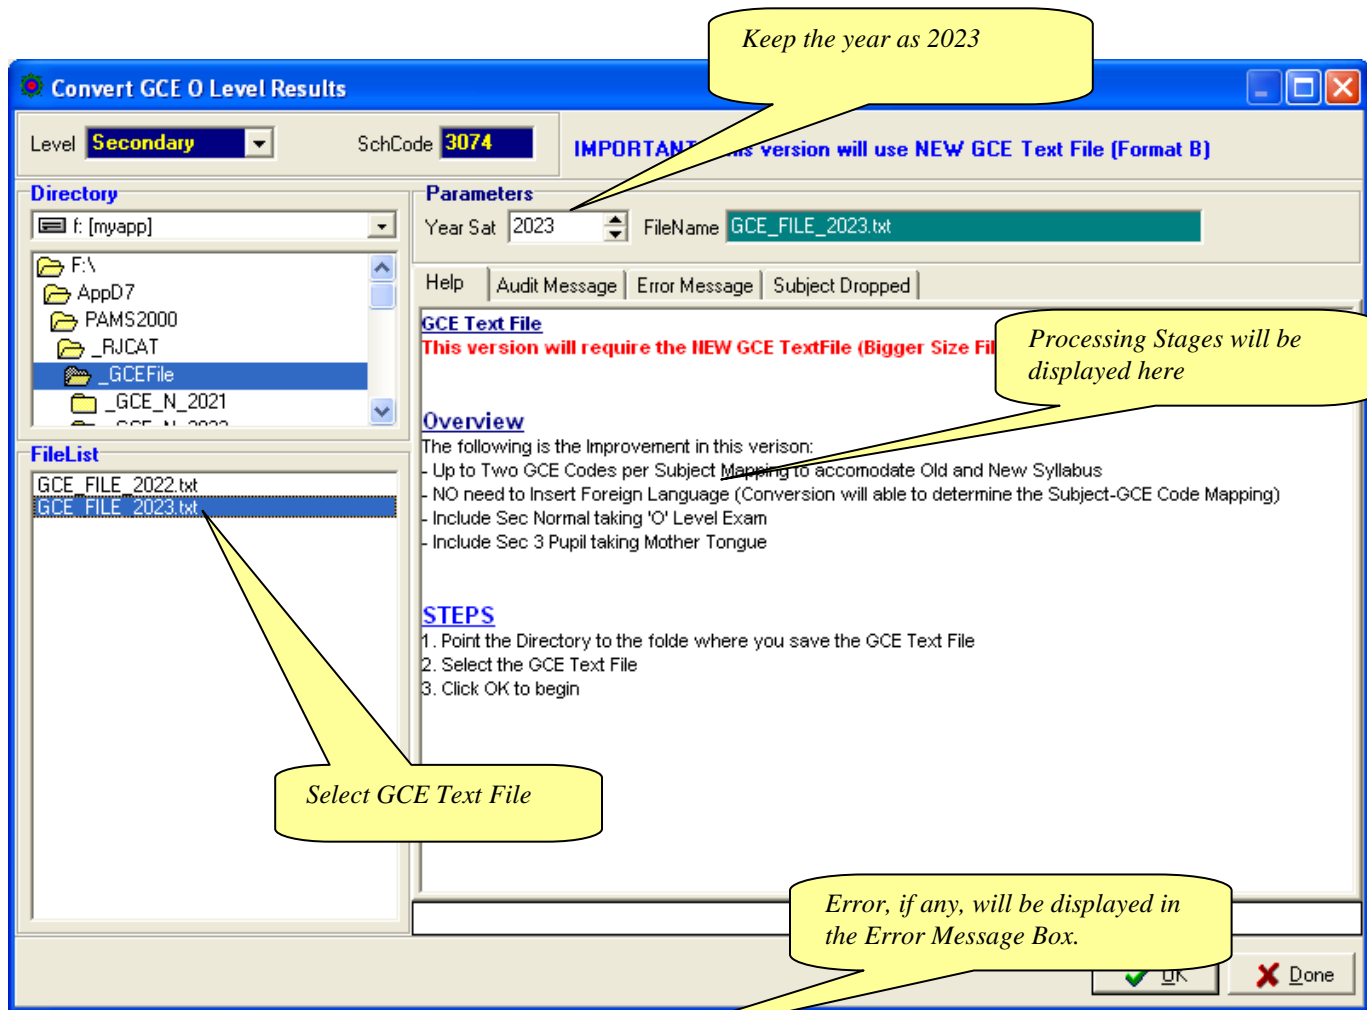 Keep the year as 2023
Convert GCE O Level Results
Level Secondary SchCode 3074
IMPORTANT version will use NEW GCE Text File (Format B)
Directory
f: [myapp]
F:\
AppD7
PAMS2000
_RJCAT
_GCEFile
_GCE_N_2021
Parameters
Year Sat 2023 FileName GCE_FILE_2023.txt
Help Audit Message Error Message Subject Dropped
GCE Text File
This version will require the NEW GCE TextFile (Bigger Size
Processing Stages will be
displayed here
Overview
The following is the Improvement in this verison:
- Up to Two GCE Codes per Subject Mapping to accomodate Old and New Syllabus
- NO need to Insert Foreign Language (Conversion will able to determine the Subject-GCE Code Mapping)
- Include Sec Normal taking 'O' Level Exam
- Include Sec 3 Pupil taking Mother Tongue
STEPS
1. Point the Directory to the folde where you save the GCE Text File
2. Select the GCE Text File
3. Click OK to begin
FileList
GCE_FILE_2022.txt
GCE_FILE_2023.txt
Select GCE Text File
Error, if any, will be displayed in
the Error Message Box.
OK Done